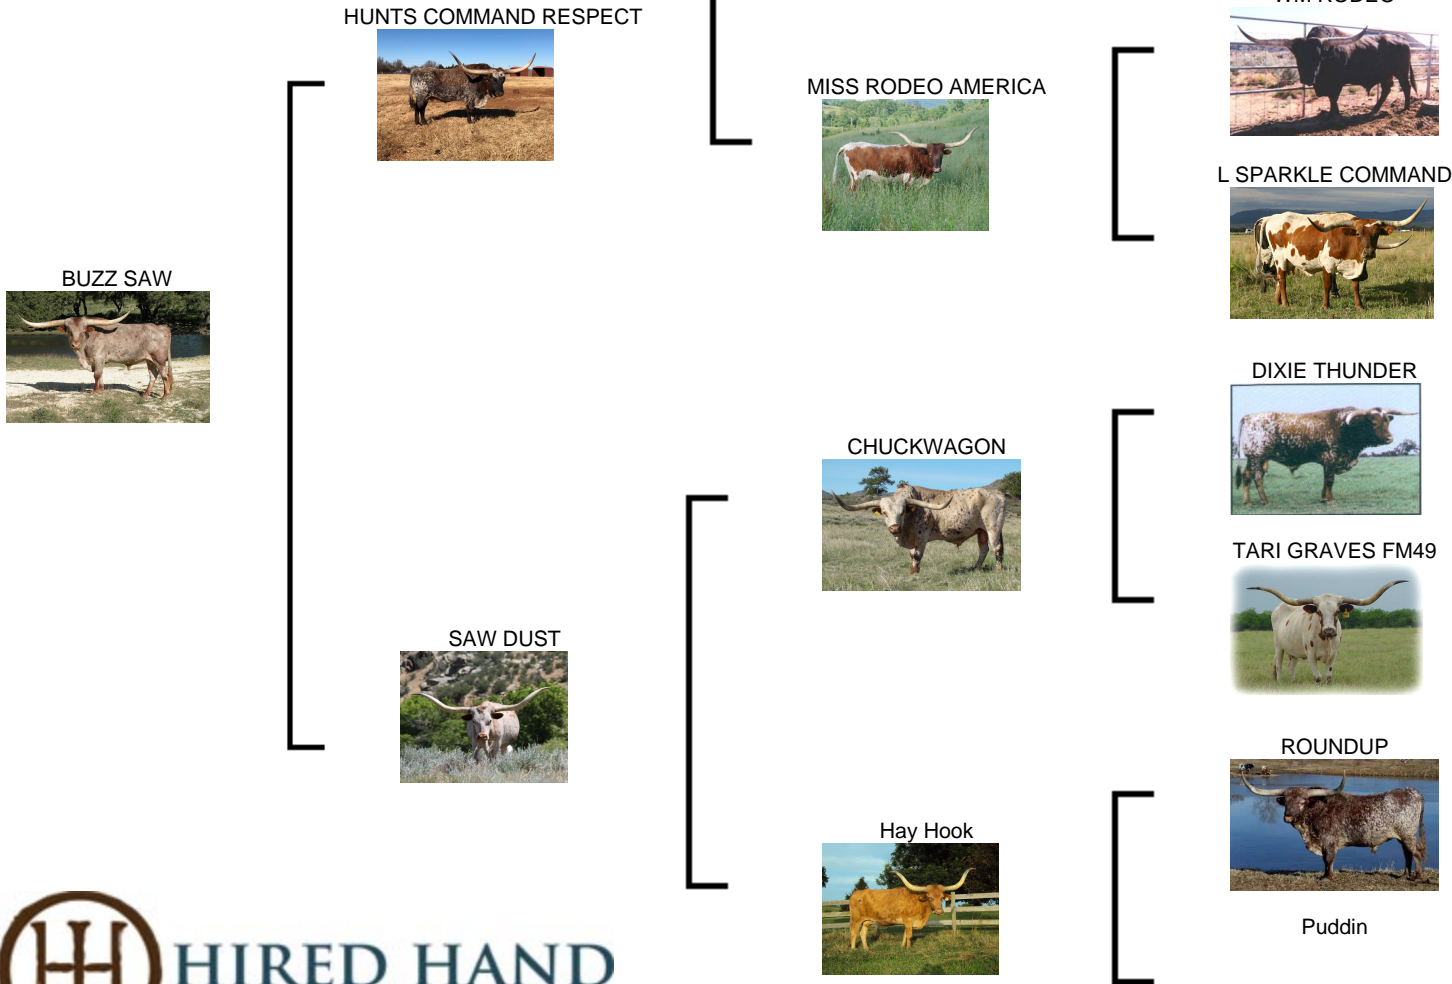 HUNTS COMMAND RESPECT
MISS RODEO AMERICA
L SPARKLE COMMAND
BUZZ SAW
DIXIE THUNDER
CHUCKWAGON
TARI GRAVES FM49
SAW DUST
ROUNDUP
Hay Hook
Puddin
HIRED HAND